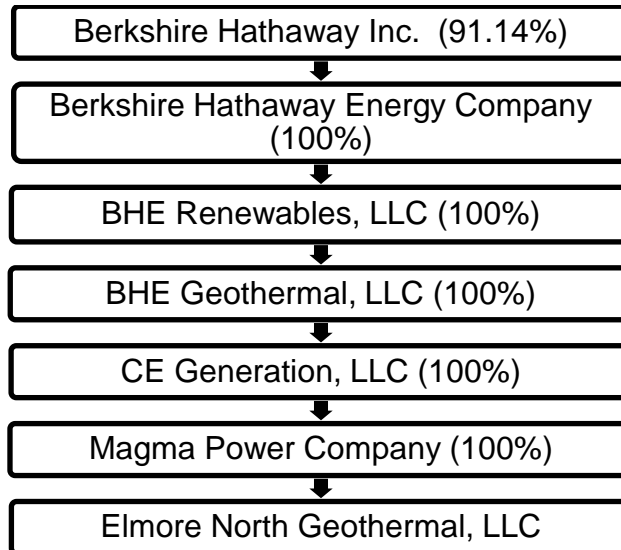 Berkshire Hathaway Inc.  (91.14%)
Berkshire Hathaway Energy Company
(100%)
BHE Renewables, LLC (100%)
BHE Geothermal, LLC (100%)
CE Generation, LLC (100%)
Magma Power Company (100%)
Elmore North Geothermal, LLC